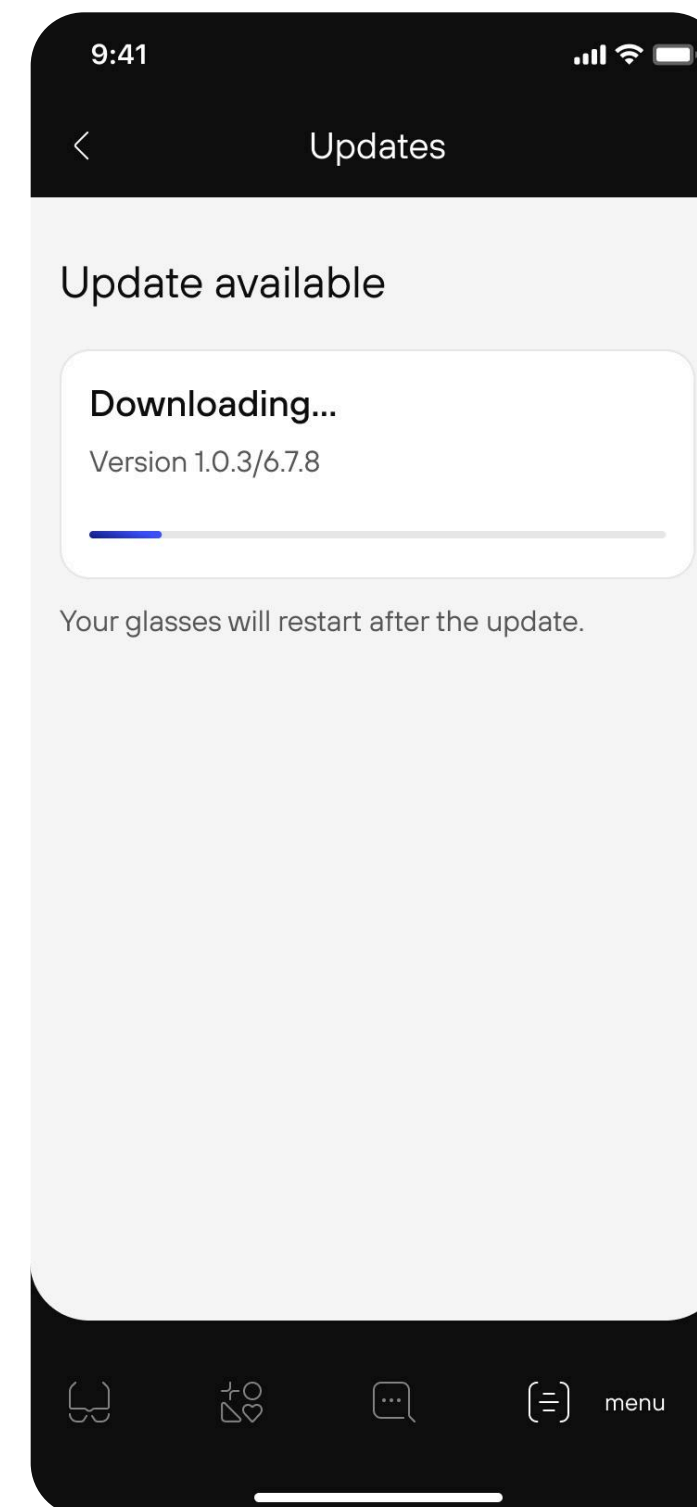 9:41
Updates
Update available
Downloading...
Version 1.0.3/6.7.8
Your glasses will restart after the update.
menu